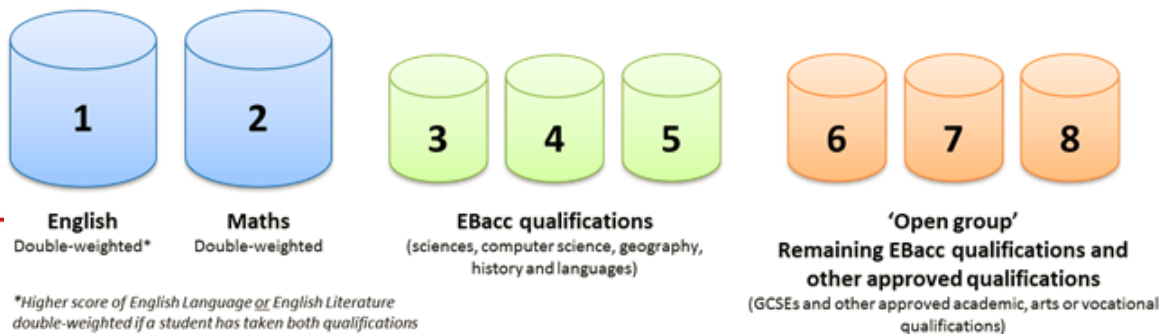 1
2
3
4
5
6
7
8
English
Double-weighted*
Maths
Double-weighted
EBacc qualifications
(sciences, computer science, geography,
history and languages)
‘Open group’
Remaining EBacc qualifications and
other approved qualifications
(GCSEs and other approved academic, arts or vocational
qualifications)
*Higher score of English Language or English Literature
double-weighted if a student has taken both qualifications